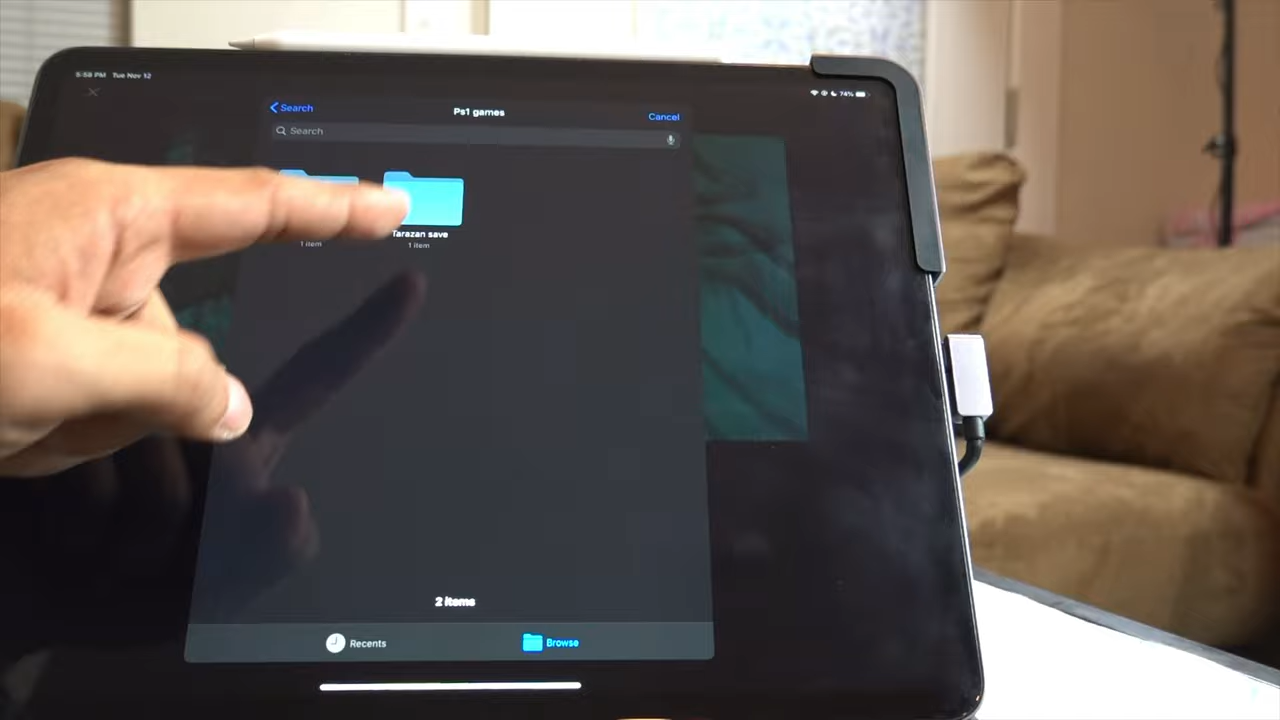 5:58 PM Tue Nov 12
74%
Search
Ps1 games
Cancel
Search
Tarazan save
1 item
1 item
2 items
Recents
Browse